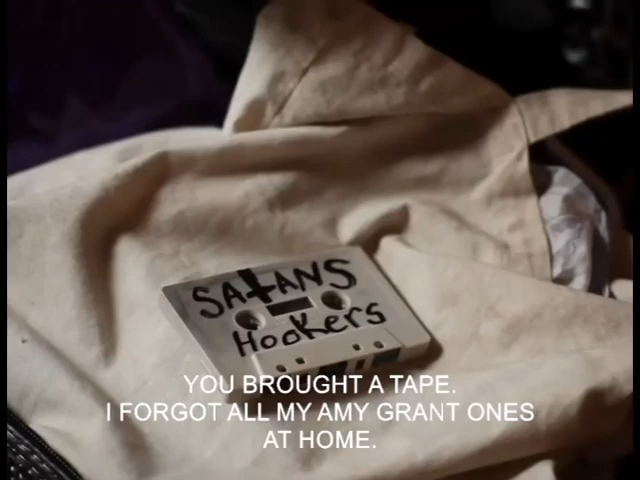 SATANS
HOOKers
YOU BROUGHT A TAPE.
I FORGOT ALL MY AMY GRANT ONES
AT HOME.